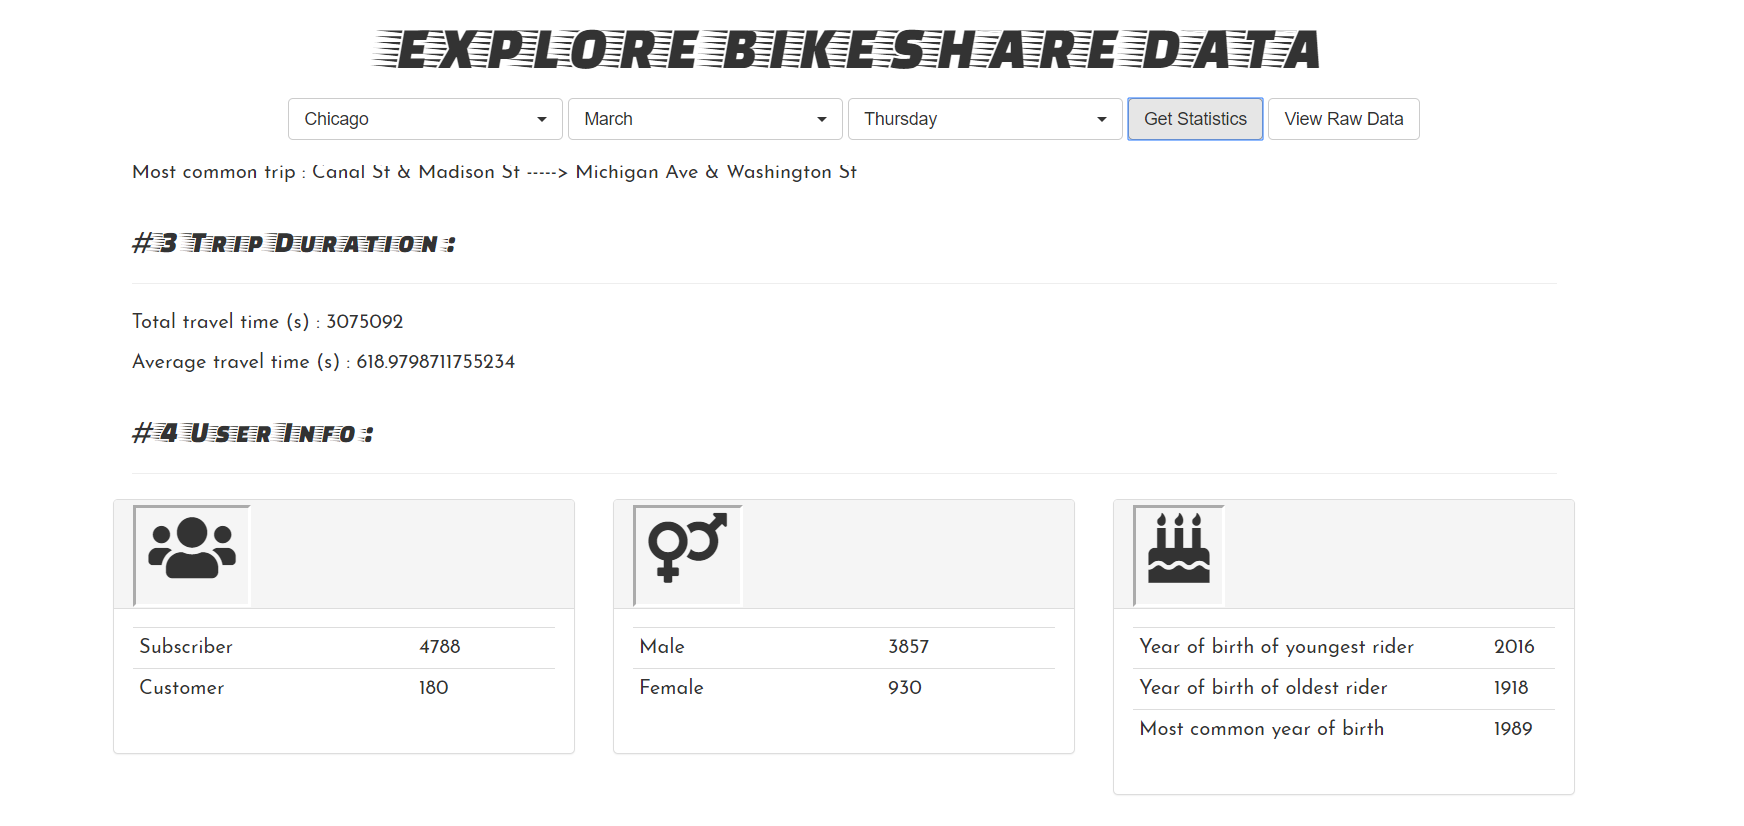 EXPLORE BIKESHARE DATA
Chicago March Thursday Get Statistics View Raw Data
Most common trip : Canal St & Madison St -----> Michigan Ave & Washington St
#3 Trip Duration :
Total travel time (s) : 3075092
Average travel time (s) : 618.9798711755234
#4 User Info :
Subscriber 4788
Customer 180
Male 3857
Female 930
Year of birth of youngest rider 2016
Year of birth of oldest rider 1918
Most common year of birth 1989